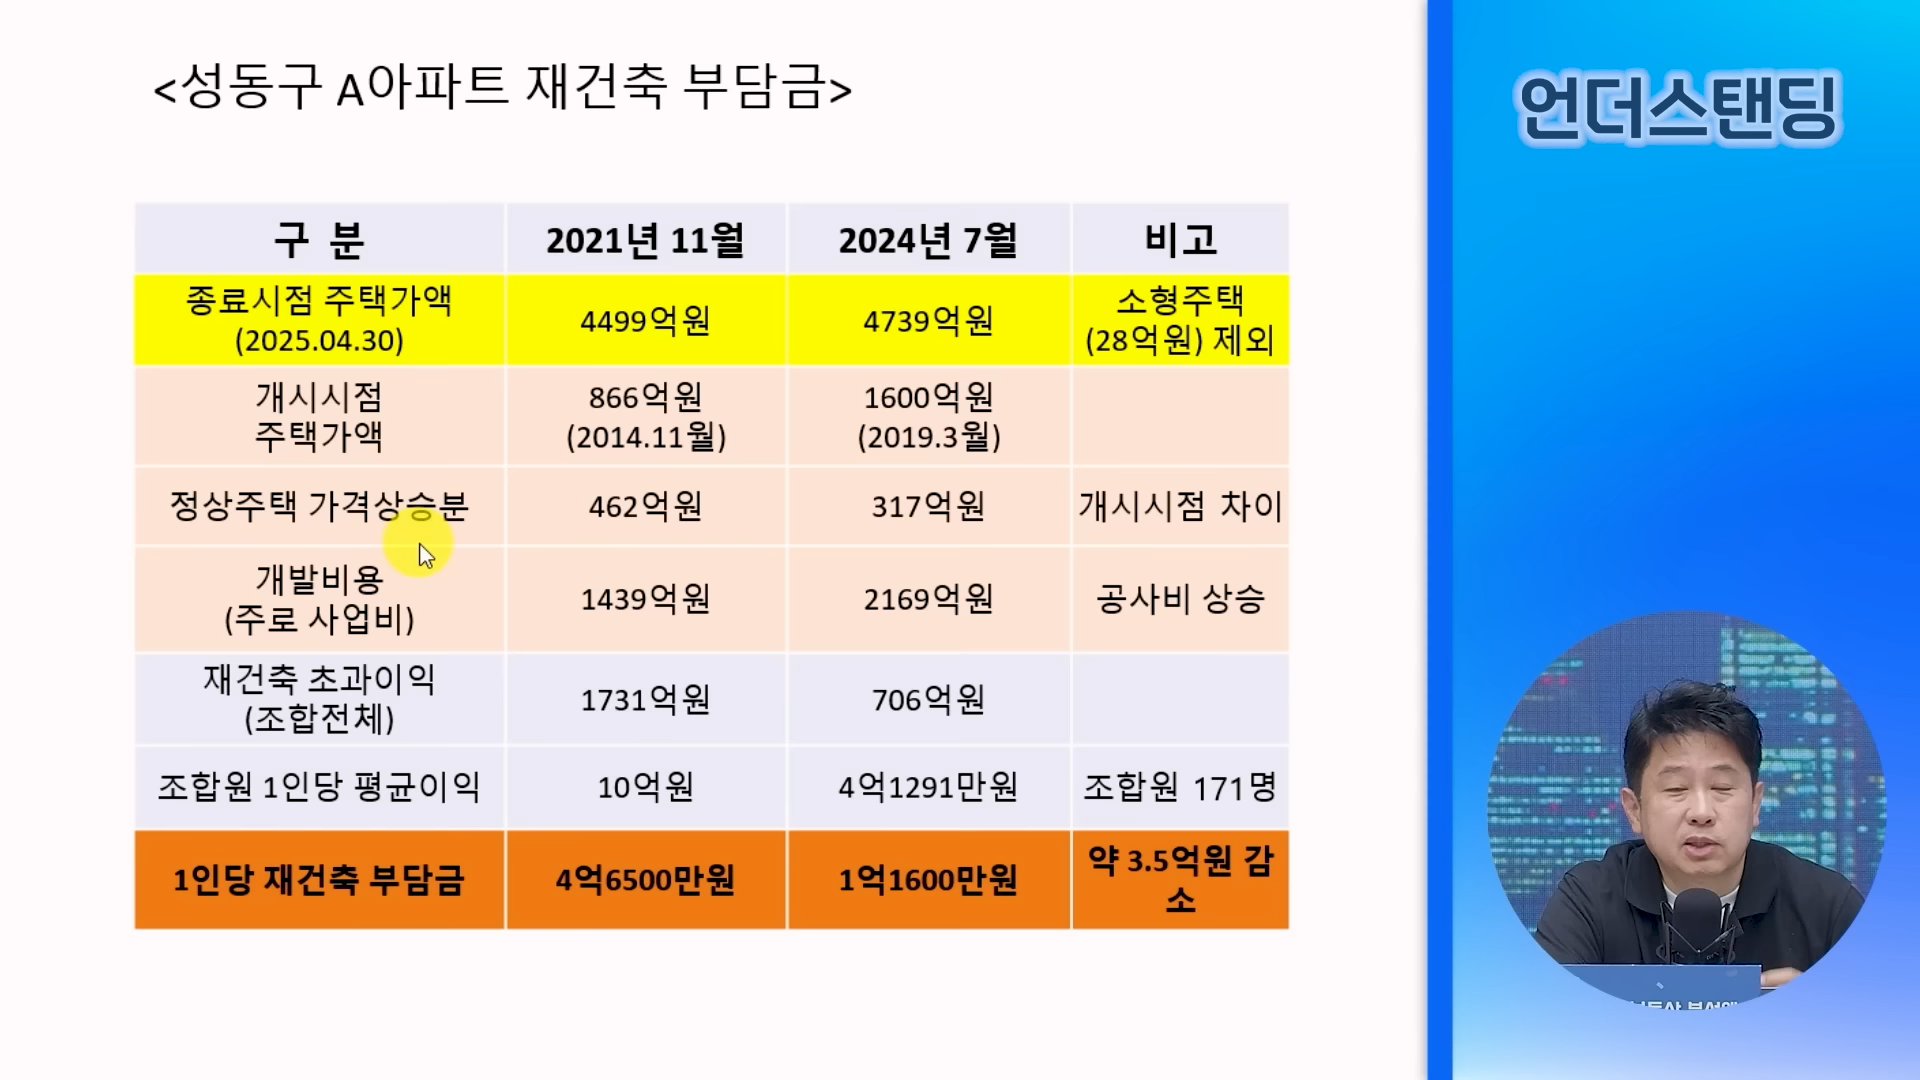 <성동구 A아파트 재건축 부담금>
언더스탠딩
구 분 2021년 11월 2024년 7월 비고
종료시점 주택가액
(2025.04.30)
4499억원
4739억원
소형주택
(28억원) 제외
개시시점
주택가액
866억원
(2014.11월)
1600억원
(2019.3월)
정상주택 가격상승분 462억원 317억원 개시시점 차이
개발비용
(주로 사업비)
1439억원
2169억원
공사비 상승
재건축 초과이익
(조합전체)
1731억원
706억원
조합원 1인당 평균이익 10억원 4억1291만원 조합원 171명
1인당 재건축 부담금 4억6500만원 1억1600만원
약 3.5억원 감
소